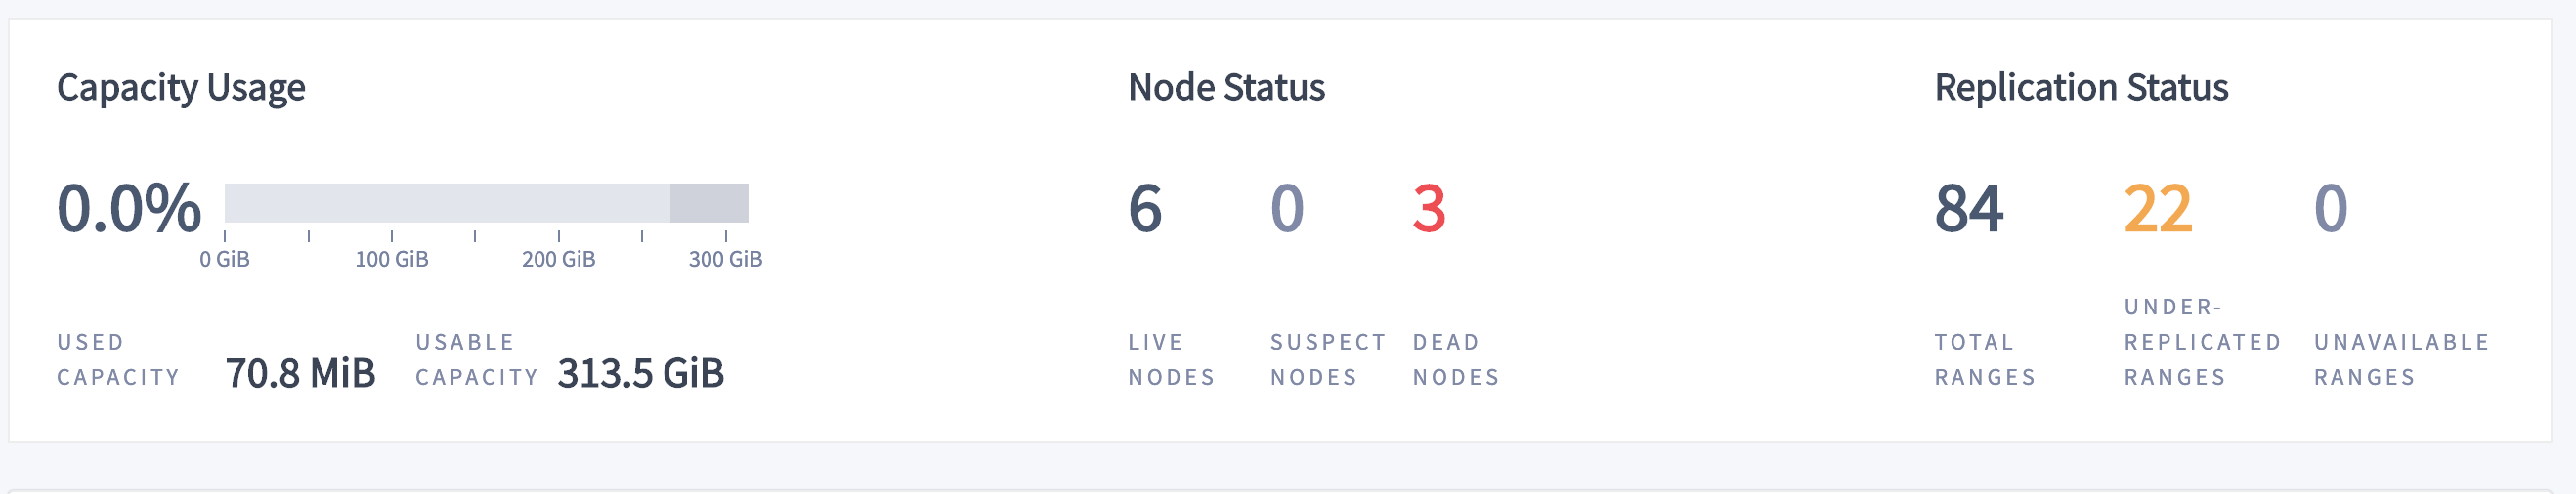 Capacity Usage
0.0%
0 GiB 100 GiB 200 GiB 300 GiB
USED
CAPACITY
70.8 MiB
USABLE
CAPACITY
313.5 GiB
Node Status
6 0 3
LIVE
NODES
SUSPECT
NODES
DEAD
NODES
Replication Status
84 22 0
TOTAL
RANGES
UNDER-
REPLICATED
RANGES
UNAVAILABLE
RANGES